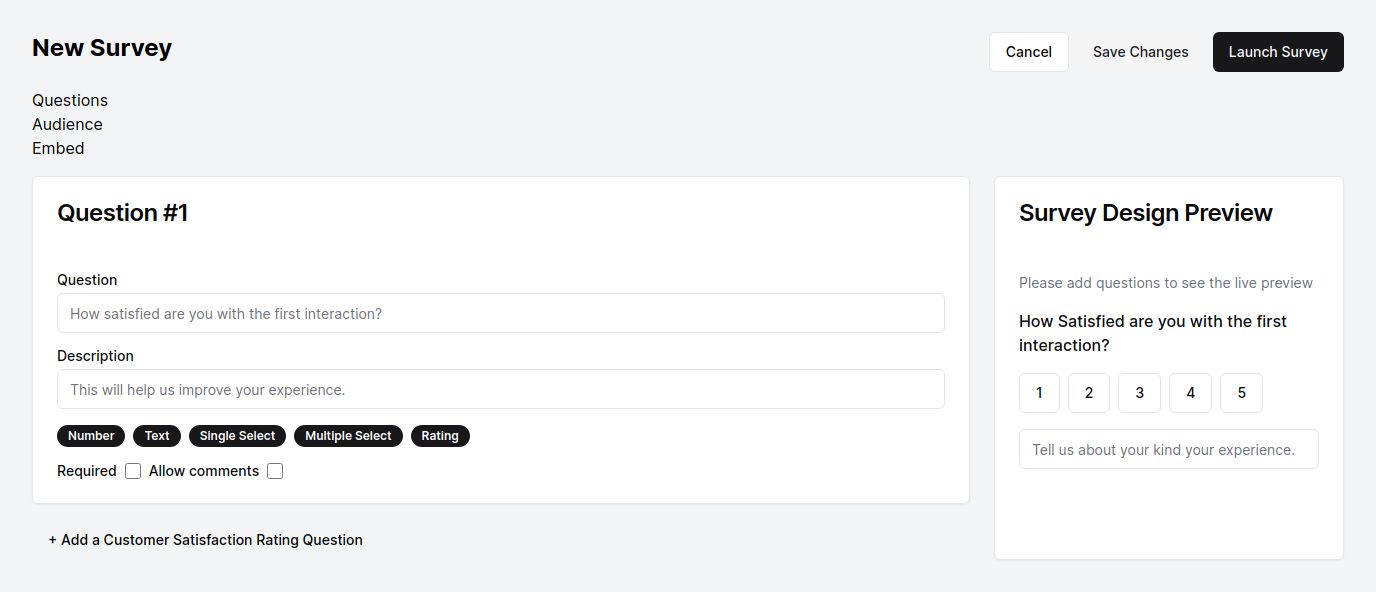 New Survey
Cancel
Save Changes
Launch Survey
Questions
Audience
Embed
Question #1
Question
How satisfied are you with the first interaction?
Description
This will help us improve your experience.
Number
Text
Single Select
Multiple Select
Rating
Required
Allow comments
+ Add a Customer Satisfaction Rating Question
Survey Design Preview
Please add questions to see the live preview
How Satisfied are you with the first
interaction?
1
2
3
4
5
Tell us about your kind your experience.